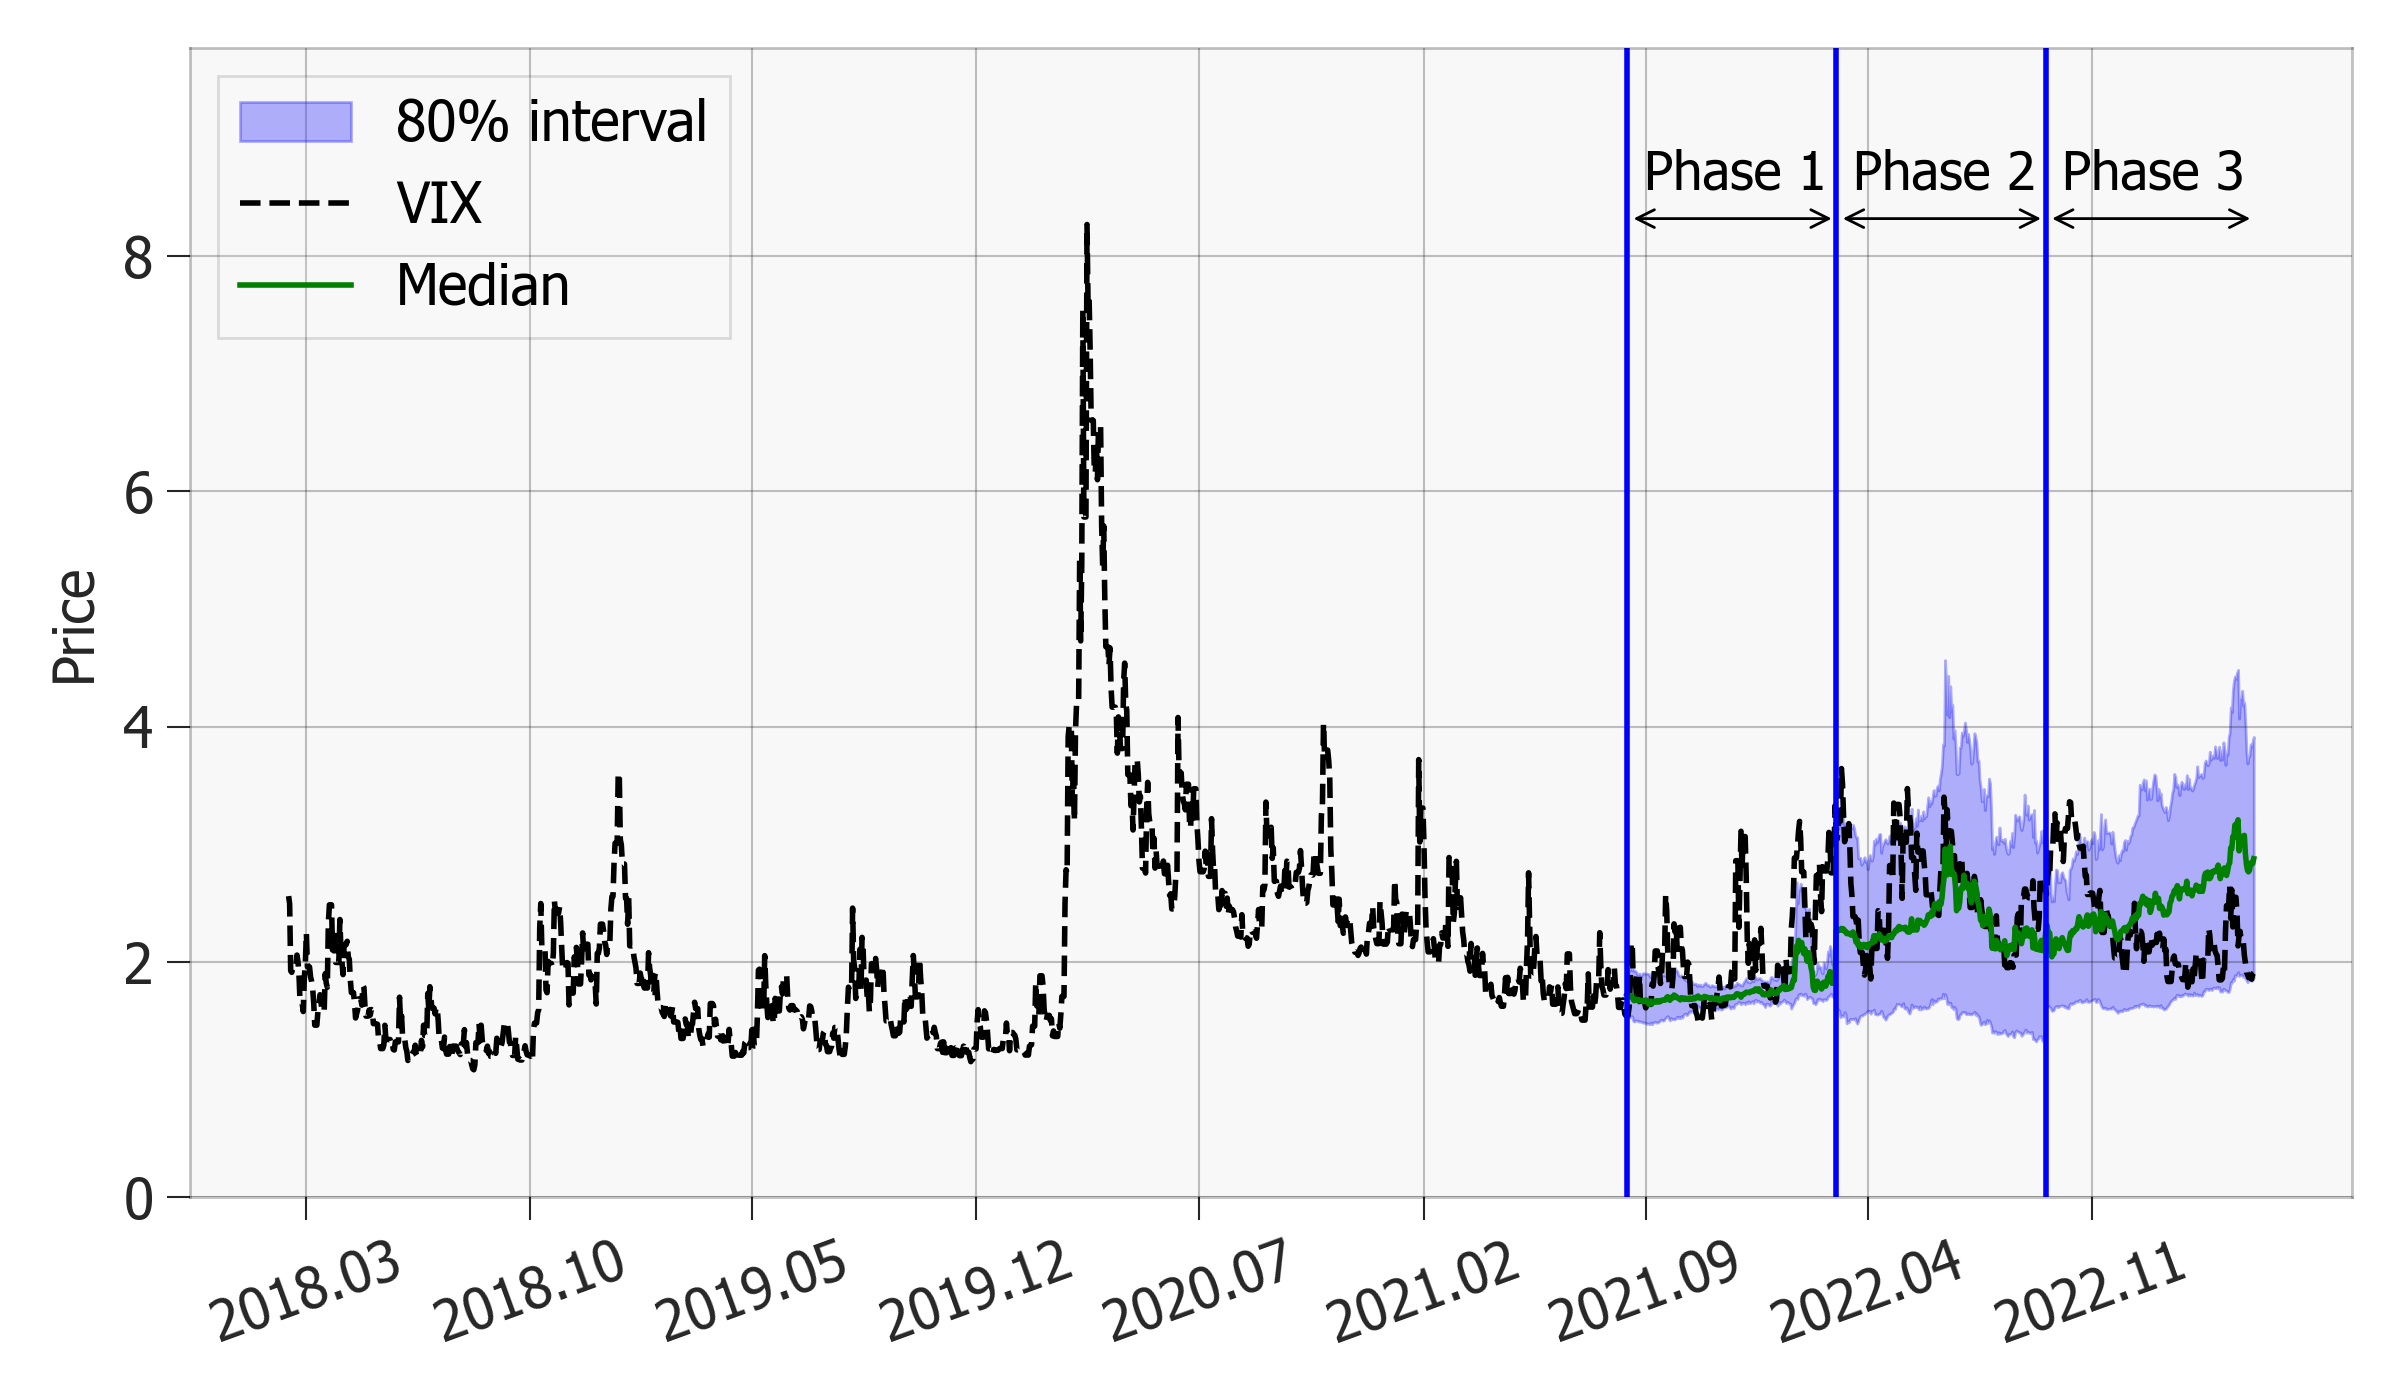 80% interval
VIX
Median
Phase 1
Phase 2
Phase 3
Price
8
6
4
2
0
2018.03
2018.10
2019.05
2019.12
2020.07
2021.02
2021.09
2022.04
2022.11